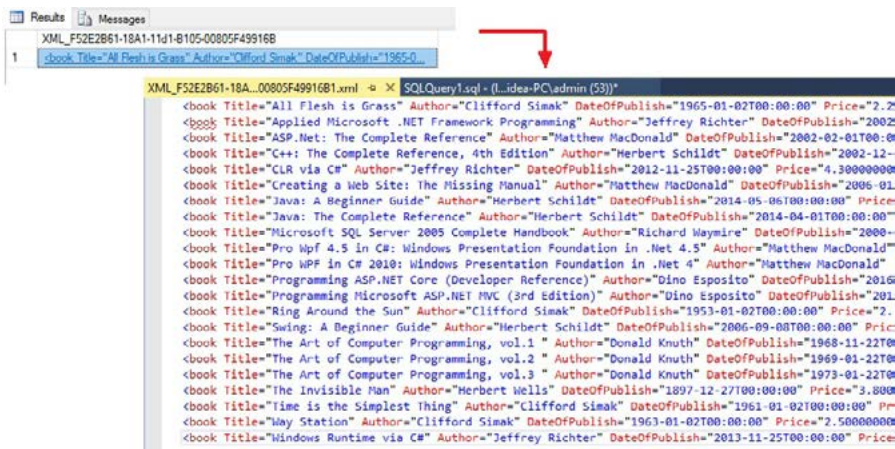 Results Messages
XML_F52E2B61-18A1-11d1-B105-00805F49916B
1 <book Title="All Flesh is Grass" Author="Clifford Simak" DateOfPublish="1965-0...
XML_F52E2B61-18A...00805F49916B1.xml SQLQuery1.sql - (l...idea-PC\admin (53))*
<book Title="All Flesh is Grass" Author="Clifford Simak" DateOfPublish="1965-01-02T00:00:00" Price="2.25
<book Title="Applied Microsoft .NET Framework Programming" Author="Jeffrey Richter" DateOfPublish="2002
<book Title="ASP.Net: The Complete Reference" Author="Matthew MacDonald" DateOfPublish="2002-02-01T00:0
<book Title="C++: The Complete Reference, 4th Edition" Author="Herbert Schildt" DateOfPublish="2002-12-
<book Title="CLR via C#" Author="Jeffrey Richter" DateOfPublish="2012-11-25T00:00:00" Price="4.30000000
<book Title="Creating a Web Site: The Missing Manual" Author="Matthew MacDonald" DateOfPublish="2006-01
<book Title="Java: A Beginner Guide" Author="Herbert Schildt" DateOfPublish="2014-05-06T00:00:00" Price
<book Title="Java: The Complete Reference" Author="Herbert Schildt" DateOfPublish="2014-04-01T00:00:00"
<book Title="Microsoft SQL Server 2005 Complete Handbook" Author="Richard Waymire" DateOfPublish="2000-
<book Title="Pro Wpf 4.5 in C#: Windows Presentation Foundation in .Net 4.5" Author="Matthew MacDonald"
<book Title="Pro WPF in C# 2010: Windows Presentation Foundation in .Net 4" Author="Matthew MacDonald"
<book Title="Programming ASP.NET Core (Developer Reference)" Author="Dino Esposito" DateOfPublish="2016
<book Title="Programming Microsoft ASP.NET MVC (3rd Edition)" Author="Dino Esposito" DateOfPublish="201
<book Title="Ring Around the Sun" Author="Clifford Simak" DateOfPublish="1953-01-02T00:00:00" Price="2.
<book Title="Swing: A Beginner Guide" Author="Herbert Schildt" DateOfPublish="2006-09-08T00:00:00" Pric
<book Title="The Art of Computer Programming, vol.1 " Author="Donald Knuth" DateOfPublish="1968-11-22T0
<book Title="The Art of Computer Programming, vol.2 " Author="Donald Knuth" DateOfPublish="1969-01-22T0
<book Title="The Art of Computer Programming, vol.3 " Author="Donald Knuth" DateOfPublish="1973-01-22T0
<book Title="The Invisible Man" Author="Herbert Wells" DateOfPublish="1897-12-27T00:00:00" Price="3.800
<book Title="Time is the Simplest Thing" Author="Clifford Simak" DateOfPublish="1961-01-02T00:00:00" Pr
<book Title="Way Station" Author="Clifford Simak" DateOfPublish="1963-01-02T00:00:00" Price="2.50000000
<book Title="Windows Runtime via C#" Author="Jeffrey Richter" DateOfPublish="2013-11-25T00:00:00" Price